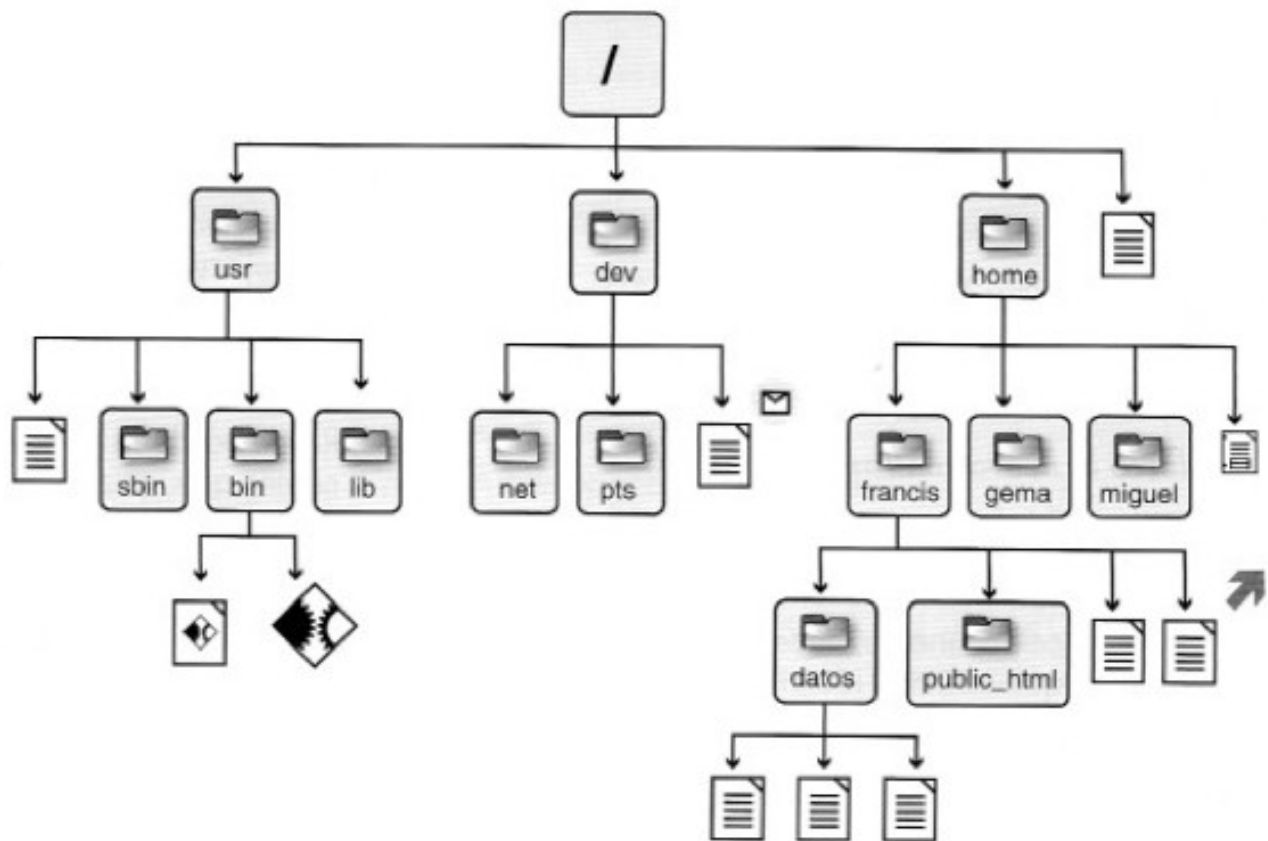 /
usr
dev
home
sbin
bin
lib
net
pts
francis
gema
miguel
datos
public_html